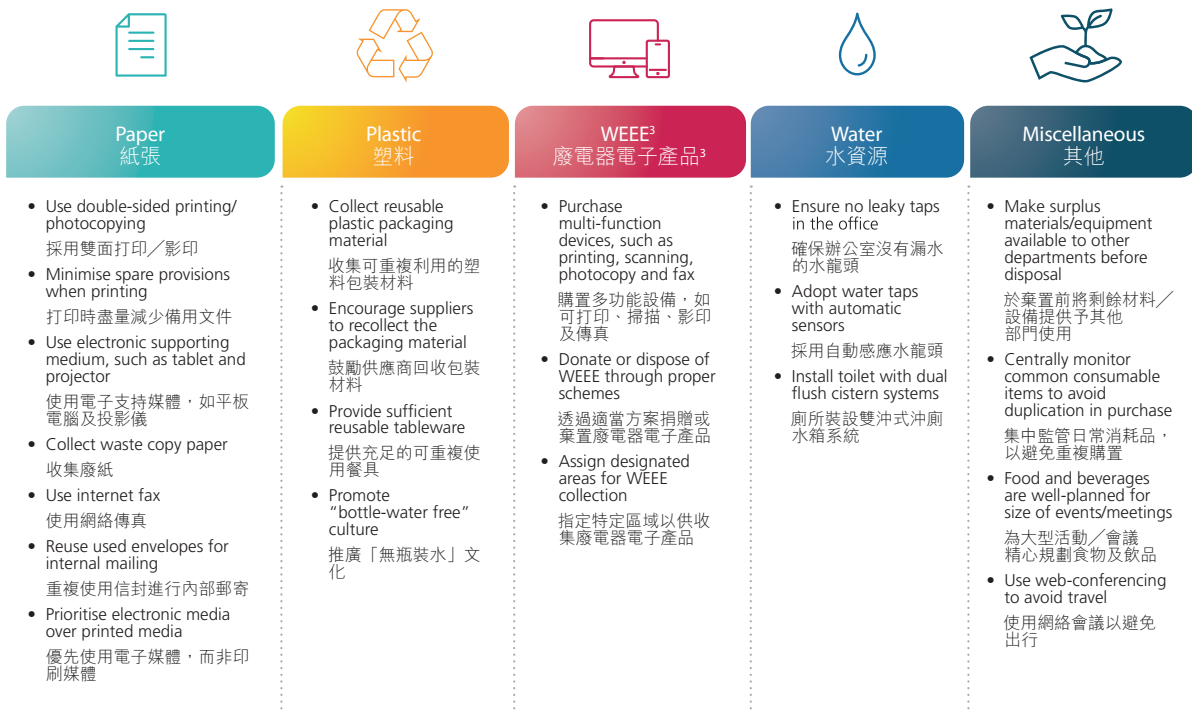 Paper
紙張
• Use double-sided printing/
photocopying
採用雙面打印／影印
• Minimise spare provisions
when printing
打印時盡量減少備用文件
• Use electronic supporting
medium, such as tablet and
projector
使用電子支持媒體，如平板
電腦及投影儀
• Collect waste copy paper
收集廢紙
• Use internet fax
使用網絡傳真
• Reuse used envelopes for
internal mailing
重複使用信封進行內部郵寄
• Prioritise electronic media
over printed media
優先使用電子媒體，而非印
刷媒體
Plastic
塑料
• Collect reusable
plastic packaging
material
收集可重複利用的塑
料包裝材料
• Encourage suppliers
to recollect the
packaging material
鼓勵供應商回收包裝
材料
• Provide sufficient
reusable tableware
提供充足的可重複使
用餐具
• Promote
“bottle-water free”
culture
推廣「無瓶裝水」文
化
WEEE³
廢電器電子產品³
• Purchase
multi-function
devices, such as
printing, scanning,
photocopy and fax
購置多功能設備，如
可打印、掃描、影印
及傳真
• Donate or dispose of
WEEE through proper
schemes
透過適當方案捐贈或
棄置廢電器電子產品
• Assign designated
areas for WEEE
collection
指定特定區域以供收
集廢電器電子產品
Water
水資源
• Ensure no leaky taps
in the office
確保辦公室沒有漏水
的水龍頭
• Adopt water taps
with automatic
sensors
採用自動感應水龍頭
• Install toilet with dual
flush cistern systems
廁所裝設雙沖式沖廁
水箱系統
Miscellaneous
其他
• Make surplus
materials/equipment
available to other
departments before
disposal
於棄置前將剩餘材料／
設備提供予其他
部門使用
• Centrally monitor
common consumable
items to avoid
duplication in purchase
集中監管日常消耗品，
以避免重複購置
• Food and beverages
are well-planned for
size of events/meetings
為大型活動／會議
精心規劃食物及飲品
• Use web-conferencing
to avoid travel
使用網絡會議以避免
出行